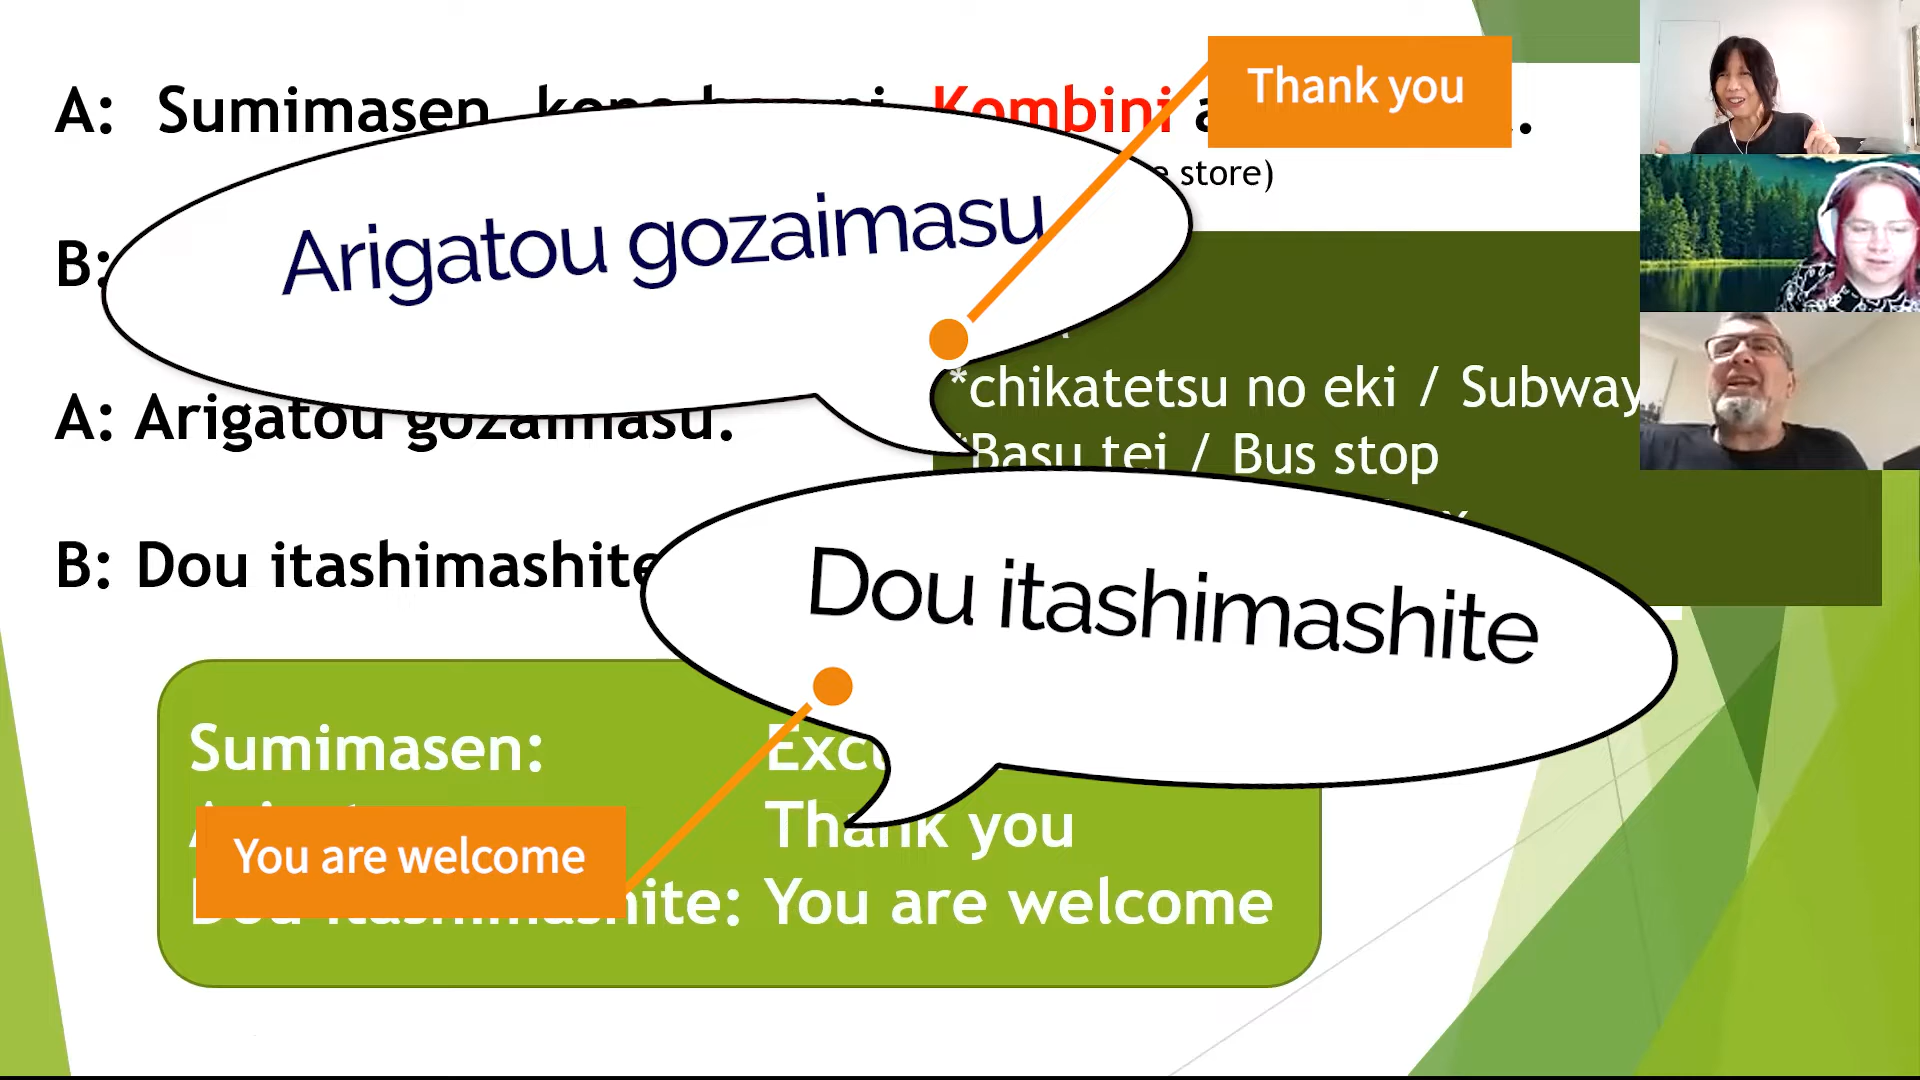 A: Sumimasen, Kombini
Thank you
store)
B:
Arigatou gozaimasu
*chikatetsu no eki / Subway
A: Arigatou gozaimasu.
*Basu tei / Bus stop
B: Dou itashimashite
Dou itashimashite
Sumimasen:
Thank you
You are welcome
You are welcome